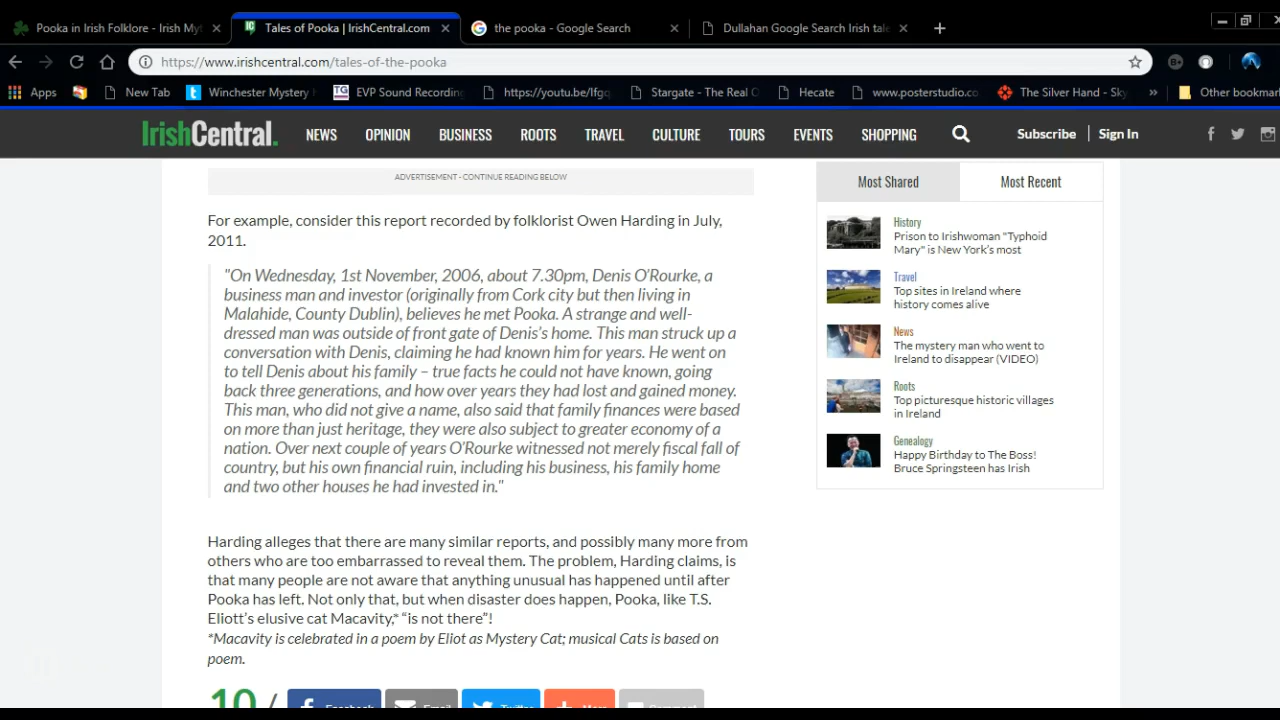 Pooka in Irish Folklore - Irish My
Tales of Pooka | IrishCentral.com
the pooka - Google Search
Dullahan Google Search Irish tale
https://www.irishcentral.com/tales-of-the-pooka
Apps
New Tab
Winchester Mystery
EVP Sound Recording
https://youtu.be/lfgq
Stargate - The Real
Hecate
www.posterstudio.co
The Silver Hand - Sky
»
Other bookmar
IrishCentral.
NEWS
OPINION
BUSINESS
ROOTS
TRAVEL
CULTURE
TOURS
EVENTS
SHOPPING
Subscribe | Sign In
ADVERTISEMENT - CONTINUE READING BELOW
For example, consider this report recorded by folklorist Owen Harding in July,
2011.
"On Wednesday, 1st November, 2006, about 7.30pm, Denis O’Rourke, a
business man and investor (originally from Cork city but then living in
Malahide, County Dublin), believes he met Pooka. A strange and well-
dressed man was outside of front gate of Denis’s home. This man struck up a
conversation with Denis, claiming he had known him for years. He went on
to tell Denis about his family – true facts he could not have known, going
back three generations, and how over years they had lost and gained money.
This man, who did not give a name, also said that family finances were based
on more than just heritage, they were also subject to greater economy of a
nation. Over next couple of years O’Rourke witnessed not merely fiscal fall of
country, but his own financial ruin, including his business, his family home
and two other houses he had invested in."
Harding alleges that there are many similar reports, and possibly many more from
others who are too embarrassed to reveal them. The problem, Harding claims, is
that many people are not aware that anything unusual has happened until after
Pooka has left. Not only that, but when disaster does happen, Pooka, like T.S.
Eliott’s elusive cat Macavity,* “is not there”!
*Macavity is celebrated in a poem by Eliot as Mystery Cat; musical Cats is based on
poem.
10 /
Facebook
Email
Twitter
More
Comment
Most Shared
Most Recent
History
Prison to Irishwoman "Typhoid
Mary" is New York’s most
Travel
Top sites in Ireland where
history comes alive
News
The mystery man who went to
Ireland to disappear (VIDEO)
Roots
Top picturesque historic villages
in Ireland
Genealogy
Happy Birthday to The Boss!
Bruce Springsteen has Irish